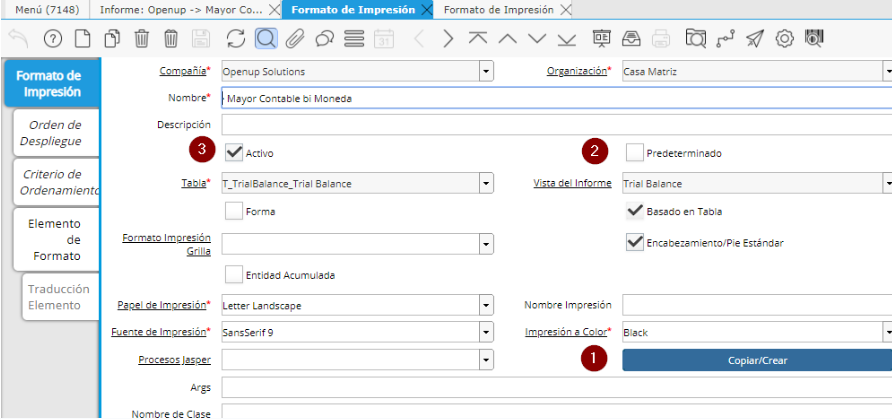 Menú (7148) Informe: Openup -> Mayor Co... Formato de Impresión Formato de Impresión
31
Formato de
Impresión
Orden de
Despliegue
Criterio de
Ordenamiento
Elemento
de
Formato
Traducción
Elemento
Compañía* Openup Solutions Organización* Casa Matriz
Nombre* Mayor Contable bi Moneda
Descripción
3 Activo 2 Predeterminado
Tabla* T_TrialBalance_Trial Balance Vista del Informe Trial Balance
Forma Basado en Tabla
Formato Impresión
Grilla
Encabezamiento/Pie Estándar
Entidad Acumulada
Papel de Impresión* Letter Landscape Nombre Impresión
Fuente de Impresión* SansSerif 9 Impresión a Color* Black
Procesos Jasper 1 Copiar/Crear
Args
Nombre de Clase